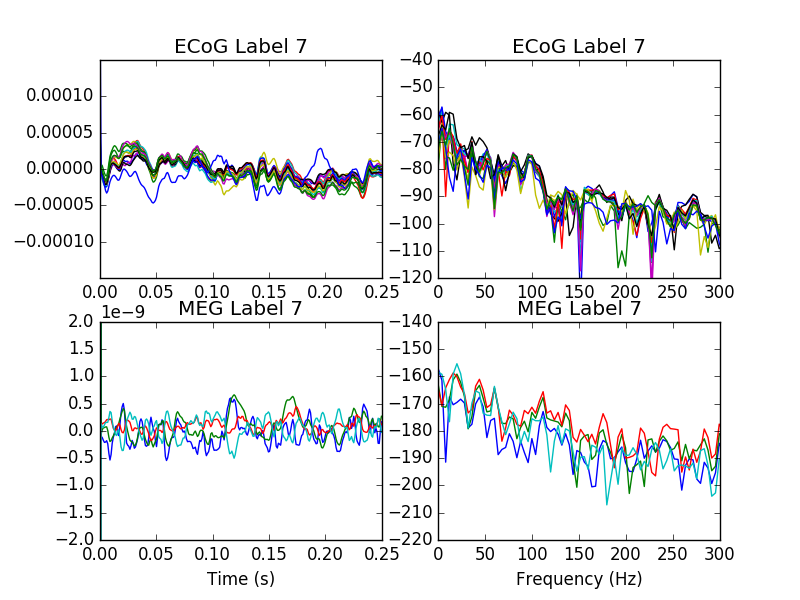 ECoG Label 7
0.00010
0.00005
0.00000
−0.00005
−0.00010
0.00 0.05 0.10 0.15 0.20 0.25
ECoG Label 7
−40
−50
−60
−70
−80
−90
−100
−110
−120
0 50 100 150 200 250 300
MEG Label 7
1e−9
2.0
1.5
1.0
0.5
0.0
−0.5
−1.0
−1.5
−2.0
0.00 0.05 0.10 0.15 0.20 0.25
Time (s)
MEG Label 7
−140
−150
−160
−170
−180
−190
−200
−210
−220
0 50 100 150 200 250 300
Frequency (Hz)